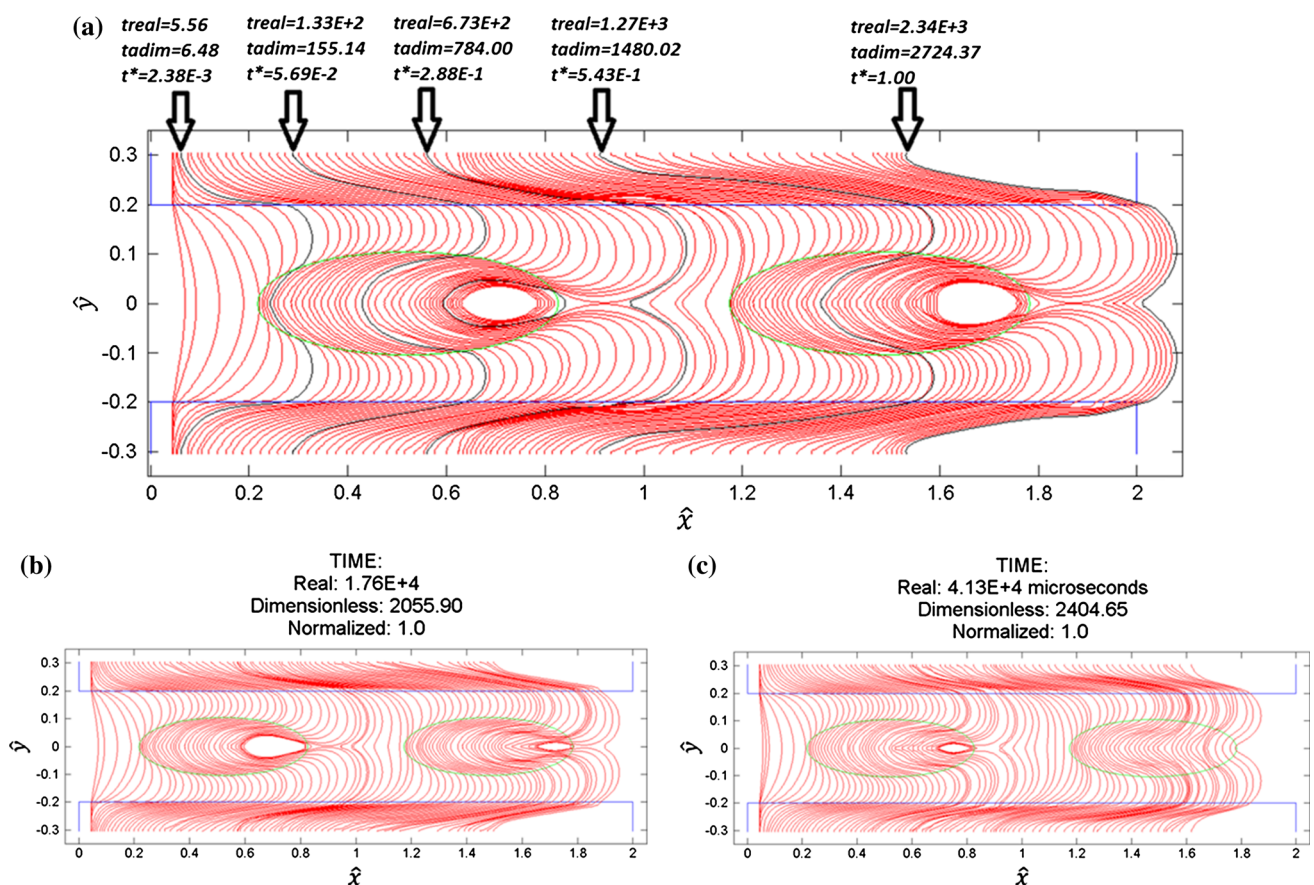 (a)
treal=5.56
tadim=6.48
t*=2.38E-3
treal=1.33E+2
tadim=155.14
t*=5.69E-2
treal=6.73E+2
tadim=784.00
t*=2.88E-1
treal=1.27E+3
tadim=1480.02
t*=5.43E-1
treal=2.34E+3
tadim=2724.37
t*=1.00
0.3
0.2
0.1
0
-0.1
-0.2
-0.3
ŷ
0 0.2 0.4 0.6 0.8 1 1.2 1.4 1.6 1.8 2
x̂
(b)
TIME:
Real: 1.76E+4
Dimensionless: 2055.90
Normalized: 1.0
0.3
0.2
0.1
0
-0.1
-0.2
-0.3
ŷ
0 0.2 0.4 0.6 0.8 1 1.2 1.4 1.6 1.8 2
x̂
(c)
TIME:
Real: 4.13E+4 microseconds
Dimensionless: 2404.65
Normalized: 1.0
0.3
0.2
0.1
0
-0.1
-0.2
-0.3
ŷ
0 0.2 0.4 0.6 0.8 1 1.2 1.4 1.6 1.8 2
x̂